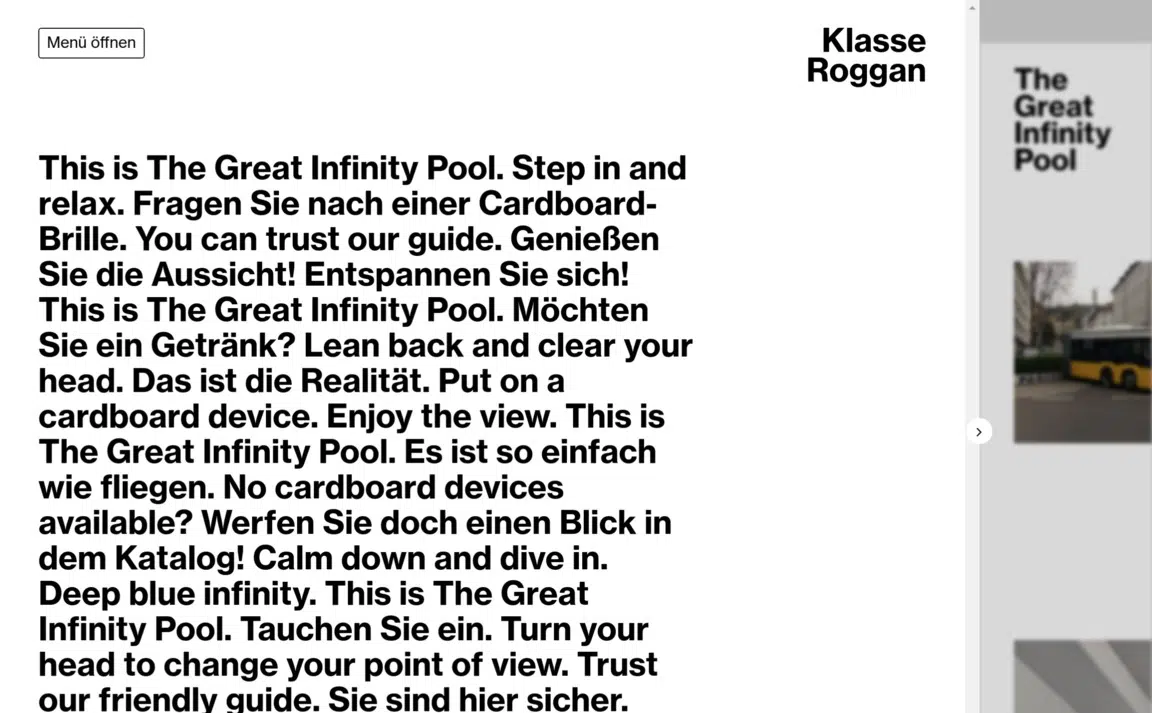 Menü öffnen
Klasse
Roggan
This is The Great Infinity Pool. Step in and
relax. Fragen Sie nach einer Cardboard-
Brille. You can trust our guide. Genießen
Sie die Aussicht! Entspannen Sie sich!
This is The Great Infinity Pool. Möchten
Sie ein Getränk? Lean back and clear your
head. Das ist die Realität. Put on a
cardboard device. Enjoy the view. This is
The Great Infinity Pool. Es ist so einfach
wie fliegen. No cardboard devices
available? Werfen Sie doch einen Blick in
dem Katalog! Calm down and dive in.
Deep blue infinity. This is The Great
Infinity Pool. Tauchen Sie ein. Turn your
head to change your point of view. Trust
our friendly guide. Sie sind hier sicher.
The
Great
Infinity
Pool